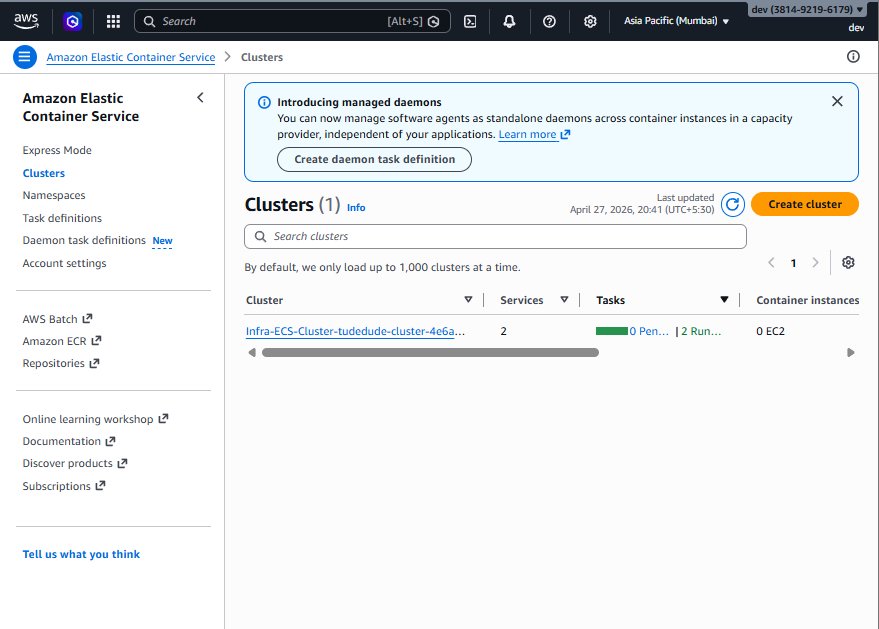 aws
Search [Alt+S]
Asia Pacific (Mumbai)
dev (3814-9219-6179)
dev
Amazon Elastic Container Service
Clusters
Amazon Elastic
Container Service
Express Mode
Clusters
Namespaces
Task definitions
Daemon task definitions New
Account settings
AWS Batch
Amazon ECR
Repositories
Online learning workshop
Documentation
Discover products
Subscriptions
Tell us what you think
Introducing managed daemons
You can now manage software agents as standalone daemons across container instances in a capacity
provider, independent of your applications. Learn more
Create daemon task definition
Clusters (1) Info
Last updated
April 27, 2026, 20:41 (UTC+5:30)
Create cluster
Search clusters
By default, we only load up to 1,000 clusters at a time.
1
Cluster Services Tasks Container instances
Infra-ECS-Cluster-tudedude-cluster-4e6a... 2 0 Pen... | 2 Run... 0 EC2